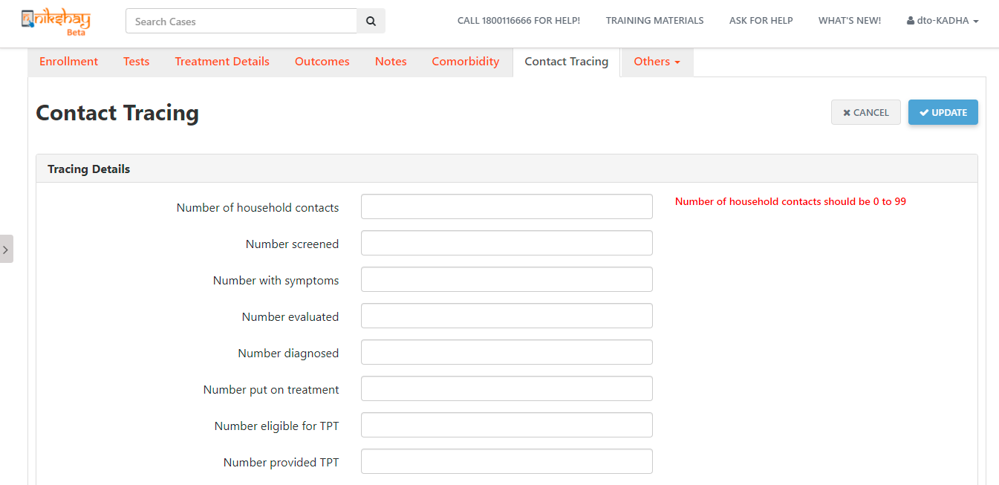 nikshay
Beta
Search Cases
CALL 1800116666 FOR HELP!
TRAINING MATERIALS
ASK FOR HELP
WHAT'S NEW!
dto-KADHA
Enrollment
Tests
Treatment Details
Outcomes
Notes
Comorbidity
Contact Tracing
Others
Contact Tracing
CANCEL
UPDATE
Tracing Details
Number of household contacts
Number of household contacts should be 0 to 99
Number screened
Number with symptoms
Number evaluated
Number diagnosed
Number put on treatment
Number eligible for TPT
Number provided TPT